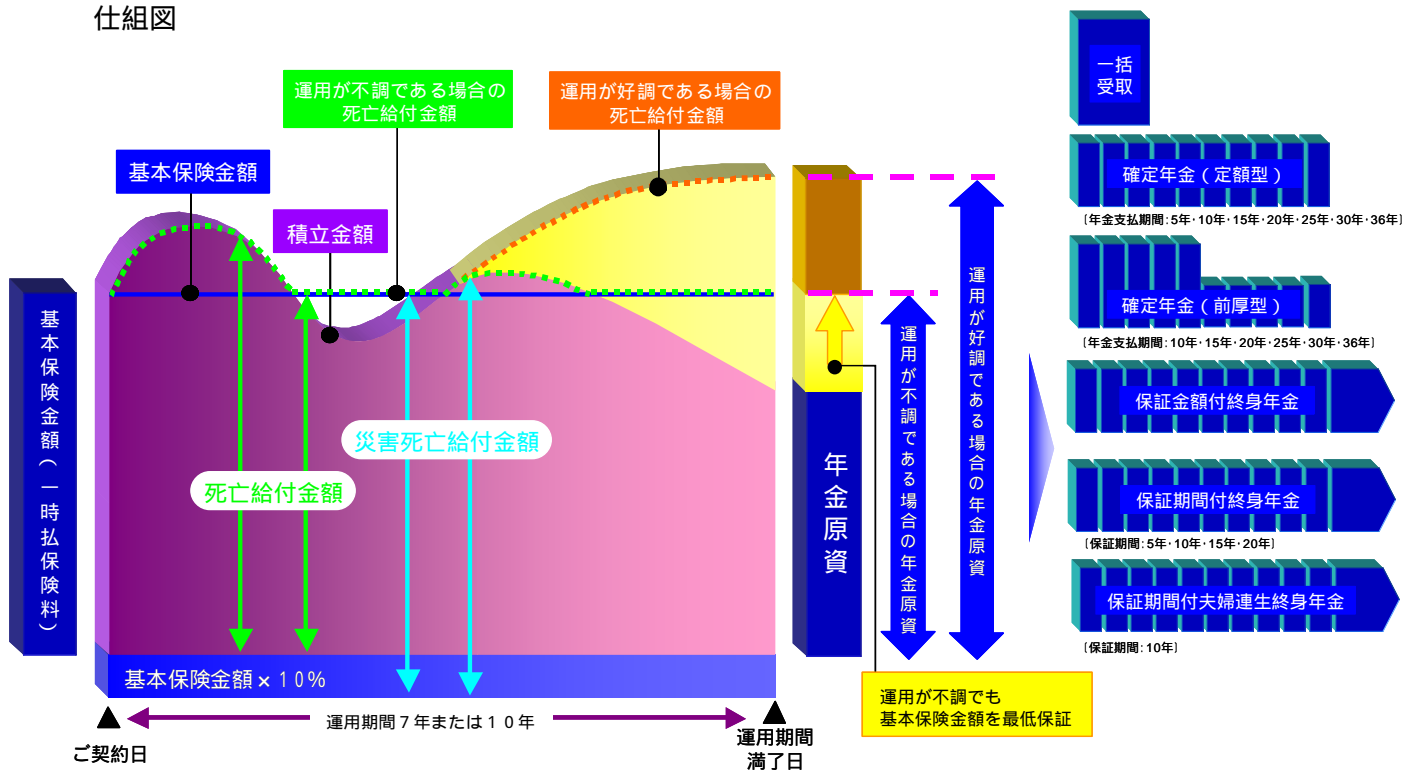 仕組図
運用が不調である場合の
死亡給付金額
運用が好調である場合の
死亡給付金額
基本保険金額
積立金額
基本保険金額(一時払保険料)
死亡給付金額
災害死亡給付金額
基本保険金額×10%
運用期間7年または10年
ご契約日
運用期間
満了日
年金原資
運用が不調である場合の年金原資
運用が好調である場合の年金原資
運用が不調でも
基本保険金額を最低保証
一括
受取
確定年金(定額型)
[年金支払期間:5年・10年・15年・20年・25年・30年・36年]
確定年金(前厚型)
[年金支払期間:10年・15年・20年・25年・30年・36年]
保証金額付終身年金
保証期間付終身年金
[保証期間:5年・10年・15年・20年]
保証期間付夫婦連生終身年金
[保証期間:10年]